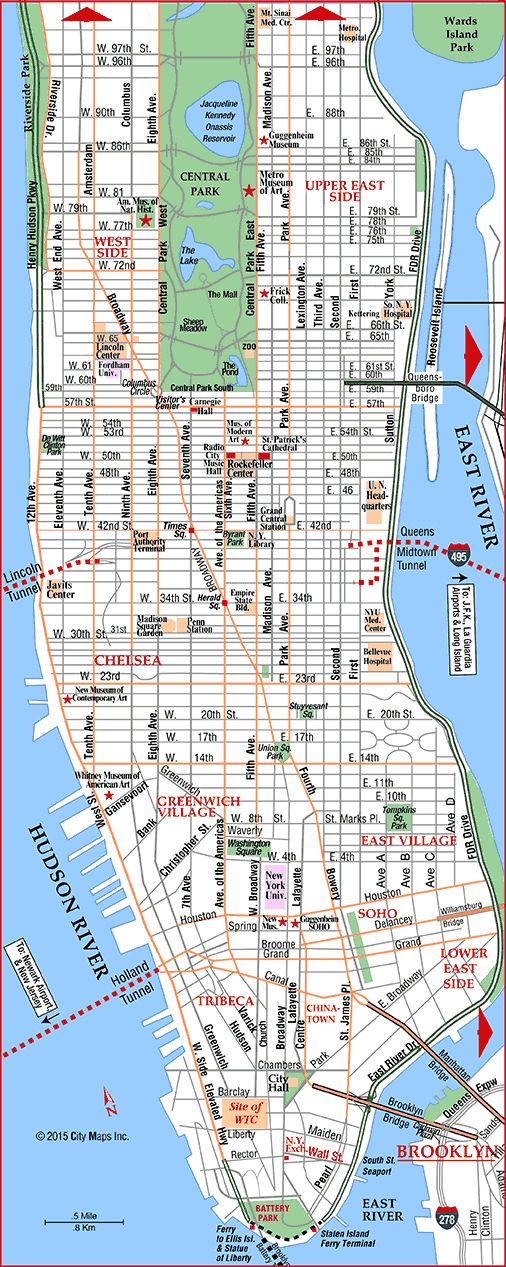 Mt. Sinai
Med. Ctr.
Fifth Ave.
Wards
Island
Park
Metro.
Hospital
W. 97th St.
W. 96th
E. 97th
E. 96th
Riverside Park
Riverside Dr.
Columbus
Eighth Ave.
Madison Ave.
W. 90th
Jacqueline
Kennedy
Onassis
Reservoir
E. 88th
Guggenheim
Museum
E. 86th St.
E. 85th
E. 84th
W. 86th
Amsterdam
CENTRAL
PARK
Metro
Museum
of Art
UPPER EAST
SIDE
W. 81
Am. Mus. of
Nat. Hist.
W. 79th
W. 77th
Park Ave.
E. 79th St.
E. 78th
E. 76th
E. 75th
Henry Hudson Pkwy
West End Ave.
WEST
SIDE
W. 72nd
Central Park West
The
Lake
Central Park East
Fifth Ave.
FDR Drive
E. 72nd St.
Frick
Coll.
Lexington Ave.
Third Ave.
Second
First
York
The Mall
Broadway
Sheep
Meadow
Kettering
So. N.Y.
Hospital
E. 66th St.
E. 65th
Roosevelt Island
W. 65
Lincoln
Center
Fordham
Univ.
W. 61
W. 60th
59th
ZOO
The
Pond
E. 61st St.
E. 60th
E. 59th
E. 57th
Queens-
boro
Bridge
Columbus
Circle
Central Park South
57th St.
Visitor's
Center
Carnegie
Hall
Park Ave.
Sutton
W. 54th
W. 53rd
Mus. of
Modern
Art
St. Patrick's
Cathedral
E. 54th St.
De Witt
Clinton
Park
Seventh Ave.
W. 50th
Radio
City
Music
Hall
Rockefeller
Center
E. 50th
E. 48th
E. 46
48th
12th Ave.
Eleventh Ave.
Tenth Ave.
Ninth Ave.
Eighth Ave.
Ave. of the Americas
Sixth Ave.
Fifth Ave.
Grand
Central
Station
U. N.
Head-
quarters
EAST RIVER
W. 42nd St.
Times
Sq.
E. 42nd
Port
Authority
Terminal
Byrant
Park
N.Y.
Library
Queens
Midtown
Tunnel
495
Lincoln
Tunnel
Javits
Center
BROADWAY
Madison Ave.
To: J.F.K., La Guardia
Airports & Long Island
W. 34th St.
Herald
Sq.
Empire
State
Bld.
E. 34th
Madison
Square
Garden
Penn
Station
NYU
Med. Center
W. 30th St.
31st
Park Ave.
Second
First
Bellevue
Hospital
CHELSEA
W. 23rd
E. 23rd
New Museum of
Contemporary Art
Tenth Ave.
Eighth Ave.
W. 20th St.
Stuyvesant
Sq.
E. 20th St.
W. 17th
E. 17th
Fifth Ave.
Union Sq.
Park
W. 14th
E. 14th
Whitney Museum of
American Art
Greenwich
Fourth
E. 11th
E. 10th
West St.
Gansevoort
GREENWICH
VILLAGE
Tompkins
Sq.
Park
Ave D
Bank
Christopher St.
W. 8th St.
St. Marks Pl.
Waverly
Washington
Square
EAST VILLAGE
FDR Drive
W. 4th
E. 4th
HUDSON RIVER
7th Ave.
Ave. of the Americas
W. Broadway
New
York
Univ.
Lafayette
Bowery
Ave A
Ave B
Ave C
Houston
Houston
Spring
New
Mus.
Guggenheim
SOHO
SOHO
Delancey
Williamsburg
Bridge
Broome
Grand
Grand
LOWER
EAST
SIDE
To: Newark Airport
& New Jersey
Holland
Tunnel
Canal
E. Broadway
TRIBECA
Varick
Hudson
Greenwich
Church
Broadway
Lafayette
Centre
CHINA-
TOWN
St. James Pl.
Chambers
Park
East River Dr.
Manhattan
Bridge
City
Hall
W. Side Elevated Hwy
Barclay
Site of
WTC
Brooklyn
Bridge
Cadman
Plaza
Queens Expw
Sands
© 2015 City Maps Inc.
Liberty
Maiden
N.Y.
Exch.
Wall St.
BROOKLYN
Rector
Pearl
South St.
Seaport
BATTERY
PARK
EAST
RIVER
278
Henry
Clinton
.5 Mile
.8 Km
Ferry
to Ellis Isl.
& Statue
of Liberty
Brooklyn
Battery
Staten Island
Ferry Terminal